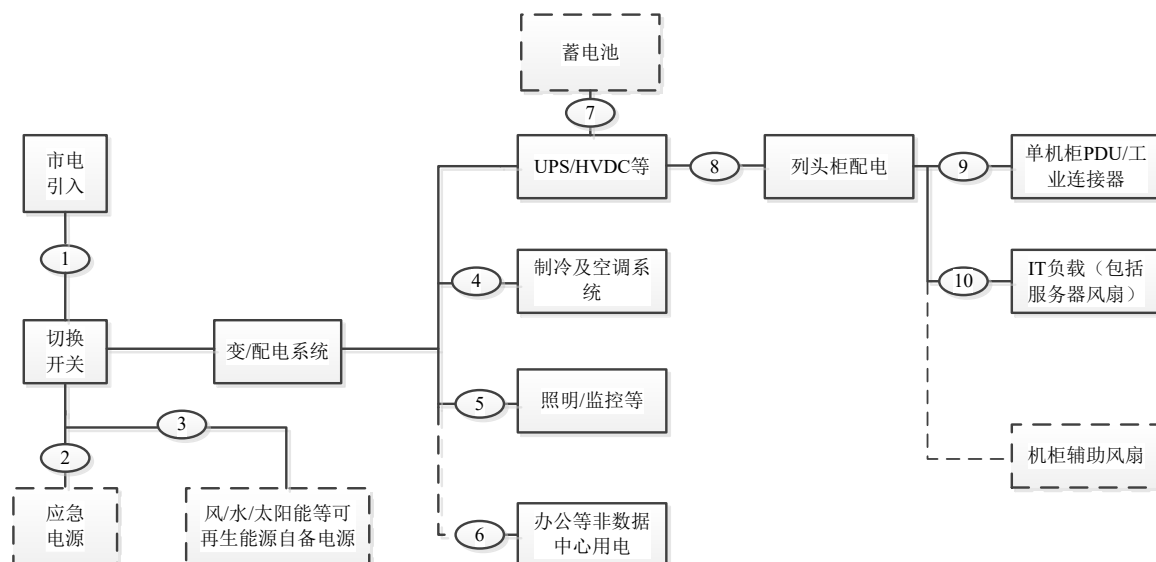 蓄电池
7
市电
引入
UPS/HVDC等
8
列头柜配电
9
单机柜PDU/工
业连接器
1
4
制冷及空调系
统
10
IT负载（包括
服务器风扇）
切换
开关
变/配电系统
5
照明/监控等
3
2
机柜辅助风扇
应急
电源
风/水/太阳能等可
再生能源自备电源
6
办公等非数据
中心用电